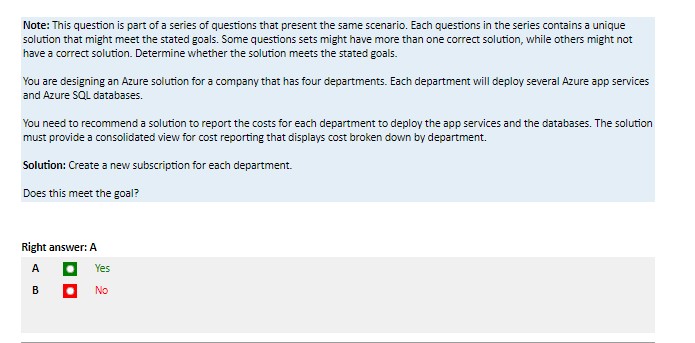 Note: This question is part of a series of questions that present the same scenario. Each questions in the series contains a unique
solution that might meet the stated goals. Some questions sets might have more than one correct solution, while others might not
have a correct solution. Determine whether the solution meets the stated goals.
You are designing an Azure solution for a company that has four departments. Each department will deploy several Azure app services
and Azure SQL databases.
You need to recommend a solution to report the costs for each department to deploy the app services and the databases. The solution
must provide a consolidated view for cost reporting that displays cost broken down by department.
Solution: Create a new subscription for each department.
Does this meet the goal?
Right answer: A
A Yes
B No